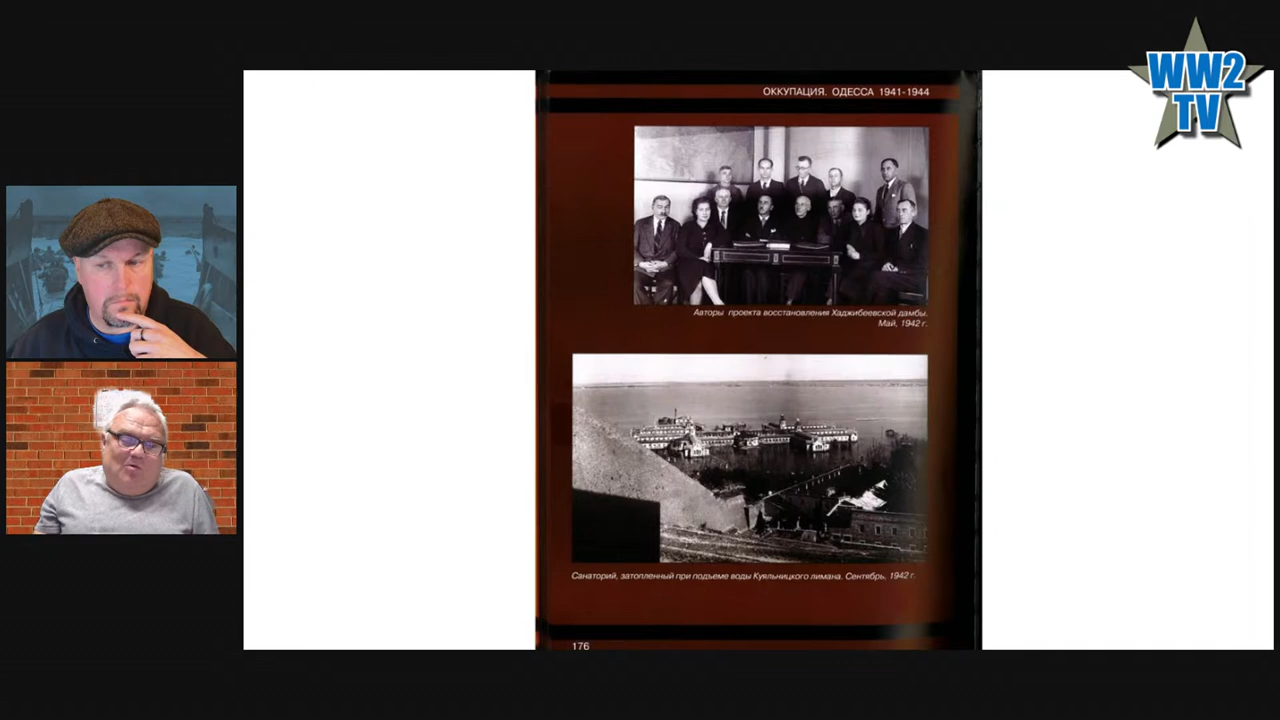 WW2
TV
ОККУПАЦИЯ. ОДЕССА 1941-1944
Авторы проекта восстановления Хаджибеевской дамбы.
Май, 1942 г.
Санаторий, затопленный при подъеме воды Куяльницкого лимана. Сентябрь, 1942 г.
176